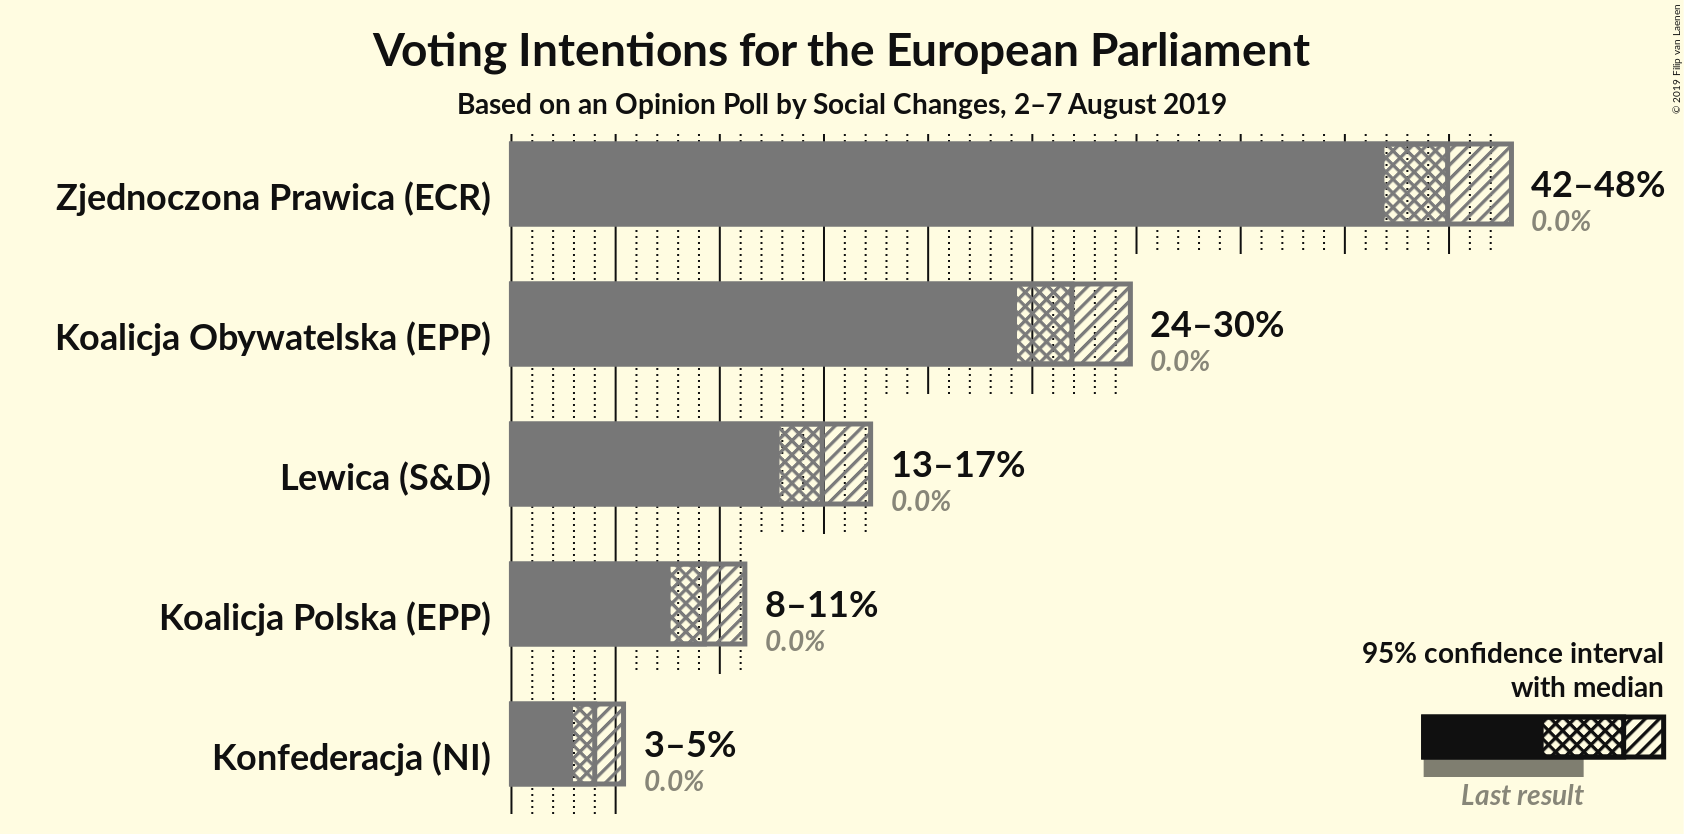 Voting Intentions for the European Parliament
Based on an Opinion Poll by Social Changes, 2–7 August 2019
© 2019 Filip van Laenen
Zjednoczona Prawica (ECR)
42–48%
0.0%
Koalicja Obywatelska (EPP)
24–30%
0.0%
Lewica (S&D)
13–17%
0.0%
Koalicja Polska (EPP)
8–11%
0.0%
Konfederacja (NI)
3–5%
0.0%
95% confidence interval
with median
Last result